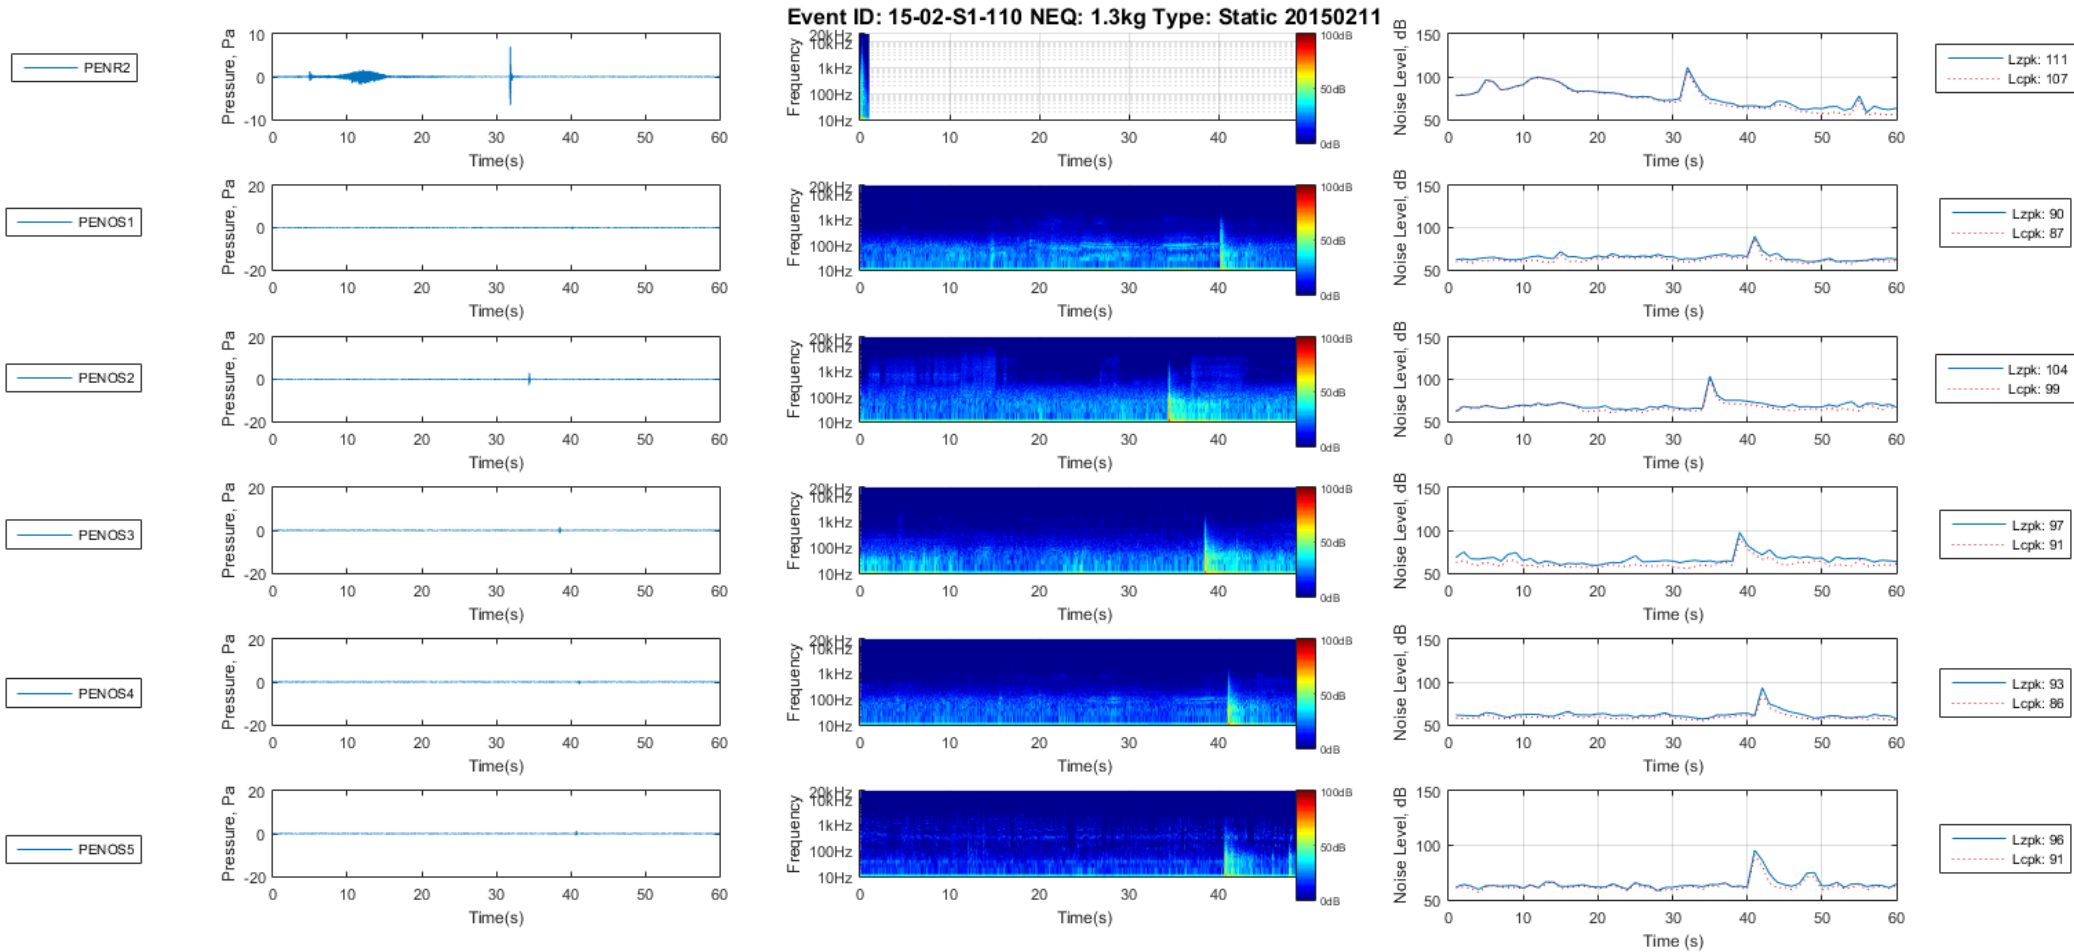 Event ID: 15-02-S1-110 NEQ: 1.3kg Type: Static 20150211
PENR2
Pressure, Pa
10
0
-10
0 10 20 30 40 50 60
Time(s)
Frequency
20kHz
10kHz
1kHz
100Hz
10Hz
0 20 40
Time(s)
100dB
50dB
0dB
Noise Level, dB
150
100
50
0 10 20 30 40 50 60
Time (s)
Lzpk: 111
Lcpk: 107
PENOS1
Pressure, Pa
20
0
-20
0 10 20 30 40 50 60
Time(s)
Frequency
20kHz
10kHz
1kHz
100Hz
10Hz
0 10 20 30 40
Time(s)
100dB
50dB
0dB
Noise Level, dB
150
100
50
0 10 20 30 40 50 60
Time (s)
Lzpk: 90
Lcpk: 87
PENOS2
Pressure, Pa
20
0
-20
0 10 20 30 40 50 60
Time(s)
Frequency
20kHz
10kHz
1kHz
100Hz
10Hz
0 10 20 30 40
Time(s)
100dB
50dB
0dB
Noise Level, dB
150
100
50
0 10 20 30 40 50 60
Time (s)
Lzpk: 104
Lcpk: 99
PENOS3
Pressure, Pa
20
0
-20
0 10 20 30 40 50 60
Time(s)
Frequency
20kHz
10kHz
1kHz
100Hz
10Hz
0 10 20 30 40
Time(s)
100dB
50dB
0dB
Noise Level, dB
150
100
50
0 10 20 30 40 50 60
Time (s)
Lzpk: 97
Lcpk: 91
PENOS4
Pressure, Pa
20
0
-20
0 10 20 30 40 50 60
Time(s)
Frequency
20kHz
10kHz
1kHz
100Hz
10Hz
0 10 20 30 40
Time(s)
100dB
50dB
0dB
Noise Level, dB
150
100
50
0 10 20 30 40 50 60
Time (s)
Lzpk: 93
Lcpk: 86
PENOS5
Pressure, Pa
20
0
-20
0 10 20 30 40 50 60
Time(s)
Frequency
20kHz
10kHz
1kHz
100Hz
10Hz
0 10 20 30 40
Time(s)
100dB
50dB
0dB
Noise Level, dB
150
100
50
0 10 20 30 40 50 60
Time (s)
Lzpk: 96
Lcpk: 91